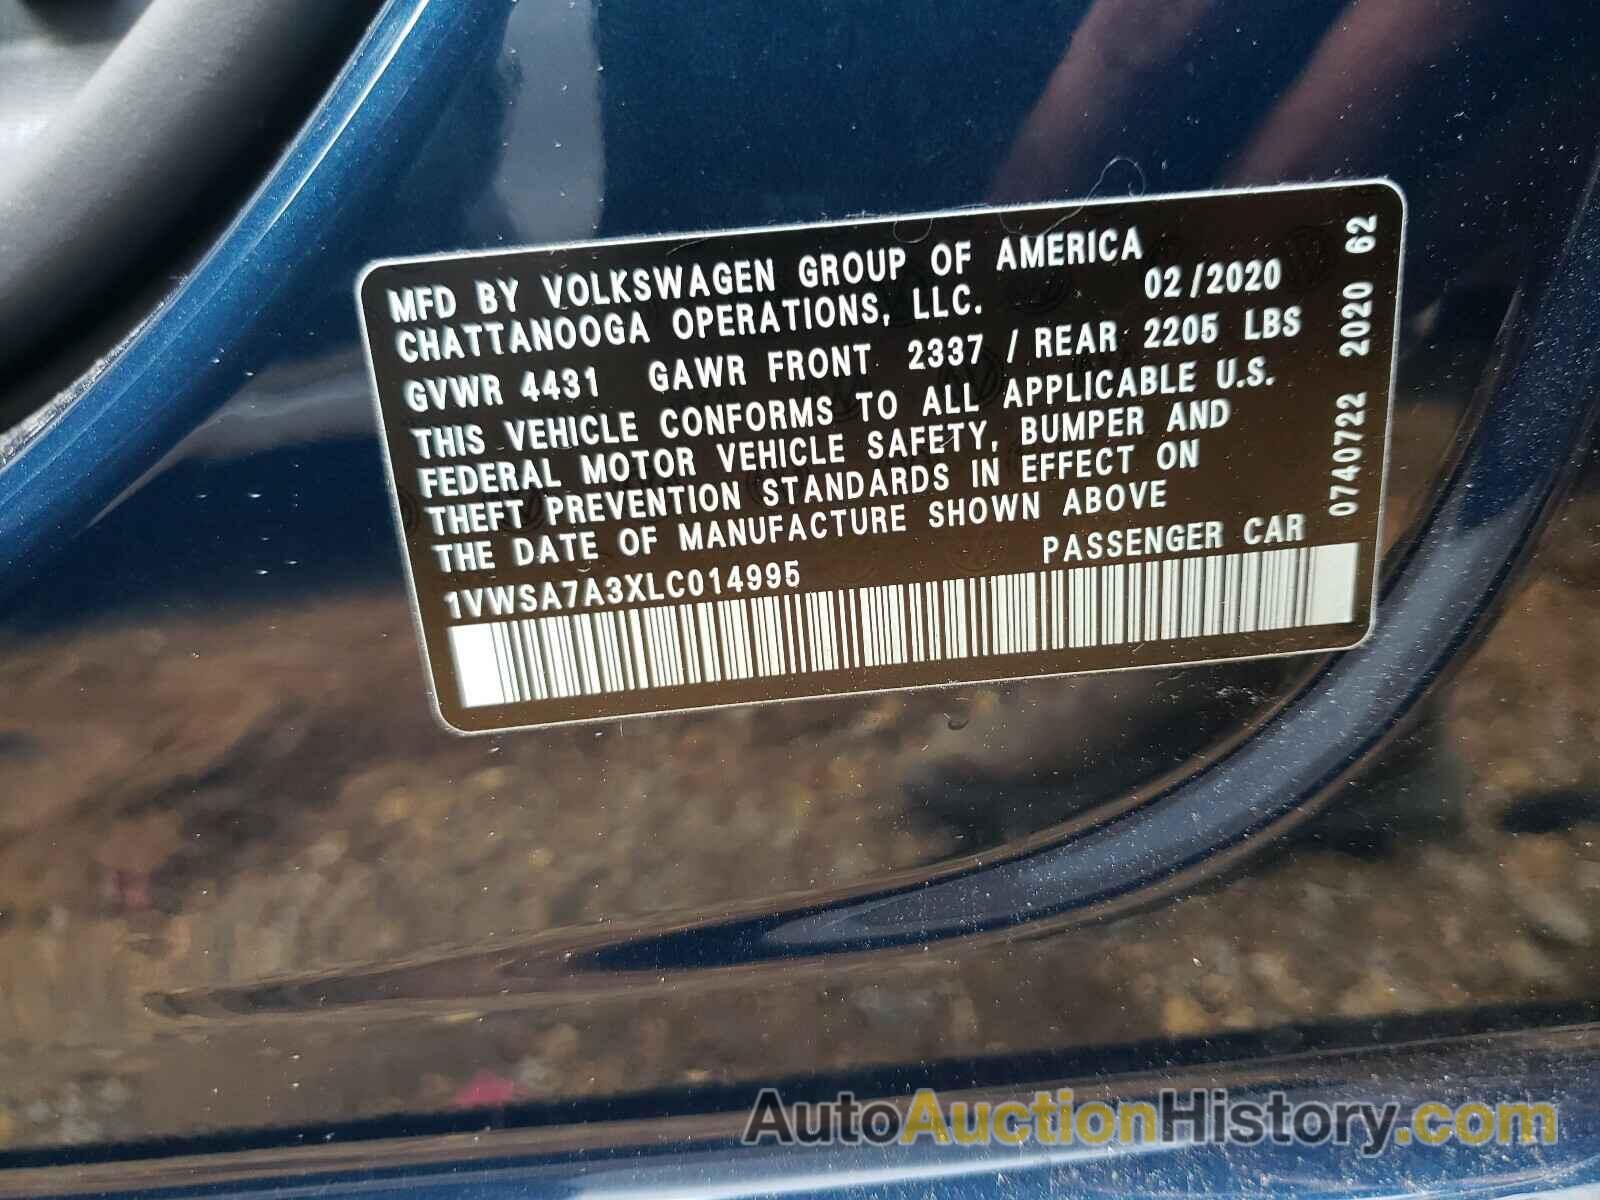 MFD BY VOLKSWAGEN GROUP OF AMERICA
CHATTANOOGA OPERATIONS, LLC. 02/2020
GVWR 4431 GAWR FRONT 2337 / REAR 2205 LBS
THIS VEHICLE CONFORMS TO ALL APPLICABLE U.S.
FEDERAL MOTOR VEHICLE SAFETY, BUMPER AND
THEFT PREVENTION STANDARDS IN EFFECT ON
THE DATE OF MANUFACTURE SHOWN ABOVE
1VWSA7A3XLC014995 PASSENGER CAR
0740722 2020 62
AutoAuctionHistory.com